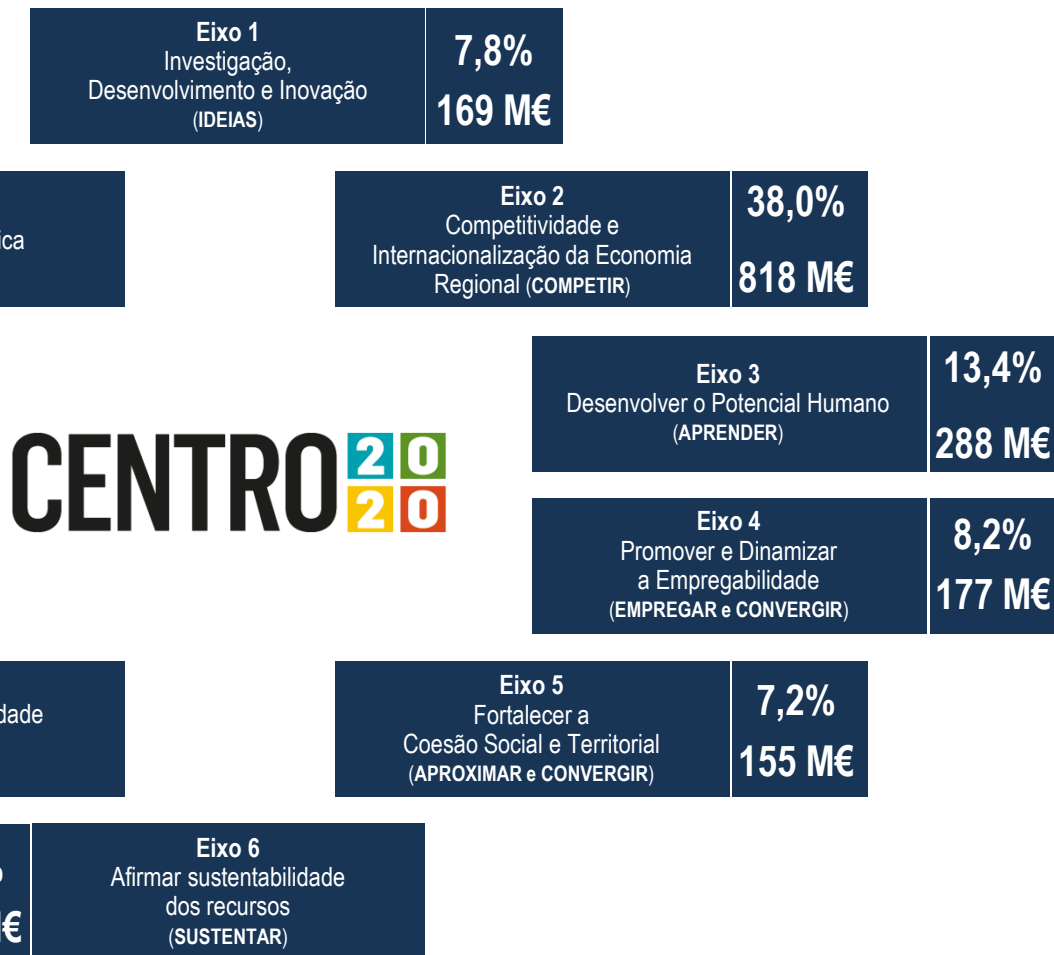 Eixo 1
Investigação,
Desenvolvimento e Inovação
(IDEIAS)
7,8%
169 M€
Eixo 2
Competitividade e
Internacionalização da Economia
Regional (COMPETIR)
38,0%
818 M€
Eixo 3
Desenvolver o Potencial Humano
(APRENDER)
13,4%
288 M€
CENTRO 2020
Eixo 4
Promover e Dinamizar
a Empregabilidade
(EMPREGAR e CONVERGIR)
8,2%
177 M€
Eixo 5
Fortalecer a
Coesão Social e Territorial
(APROXIMAR e CONVERGIR)
7,2%
155 M€
Eixo 6
Afirmar sustentabilidade
dos recursos
(SUSTENTAR)